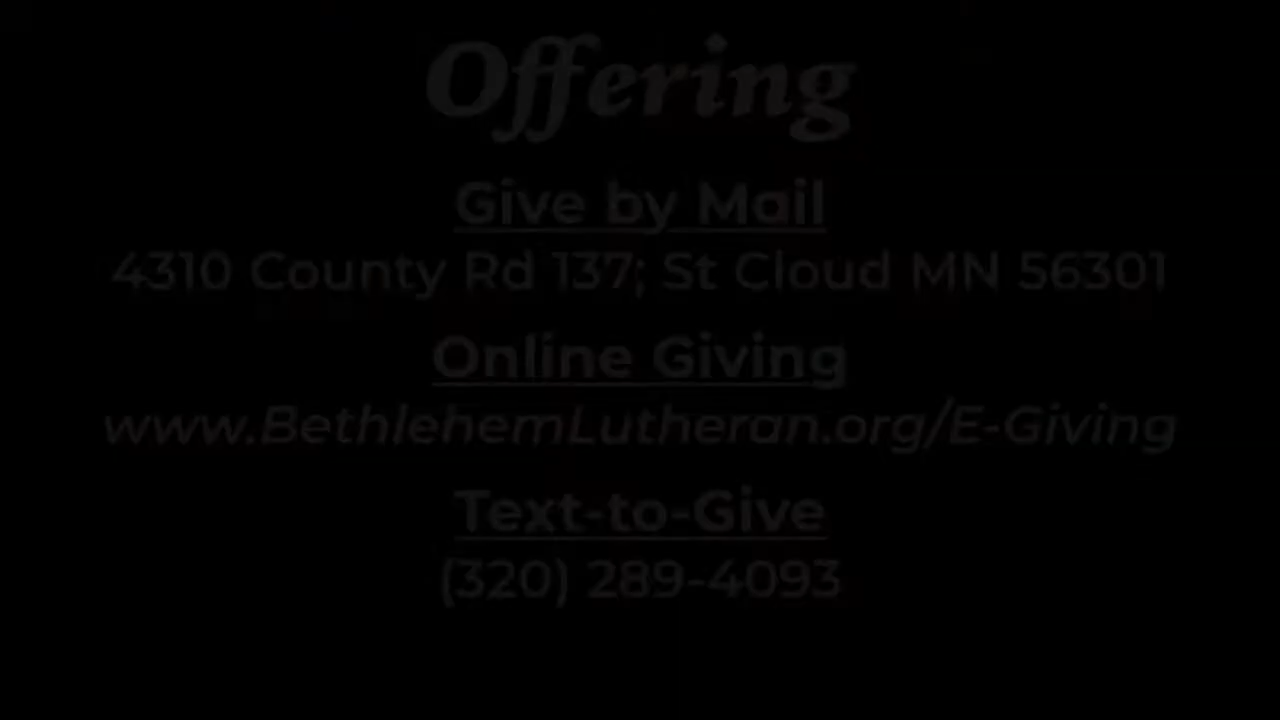 Offering
Give by Mail
4310 County Rd 137; St Cloud MN 56301
Online Giving
www.BethlehemLutheran.org/E-Giving
Text-to-Give
(320) 289-4093